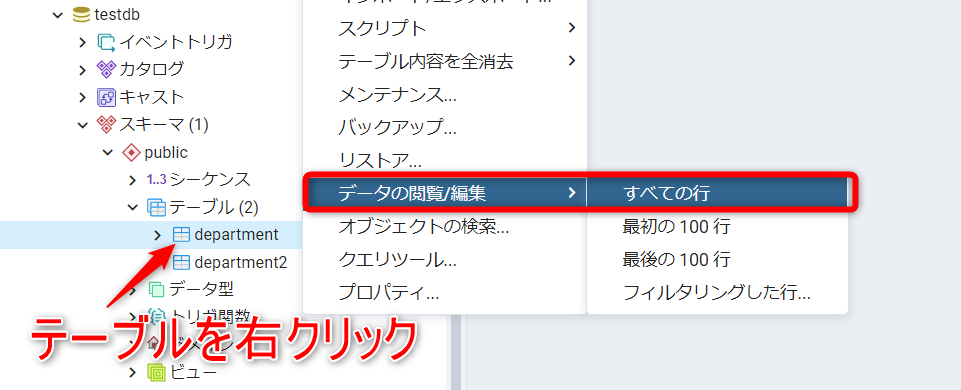 testdb
イベントトリガ
カタログ
キャスト
スキーマ (1)
public
1..3 シーケンス
テーブル (2)
department
department2
データ型
トリガ関数
ビュー
スクリプト
テーブル内容を全消去
メンテナンス...
バックアップ...
リストア...
データの閲覧/編集
オブジェクトの検索...
クエリツール...
プロパティ...
すべての行
最初の 100 行
最後の 100 行
フィルタリングした行...
テーブルを右クリック